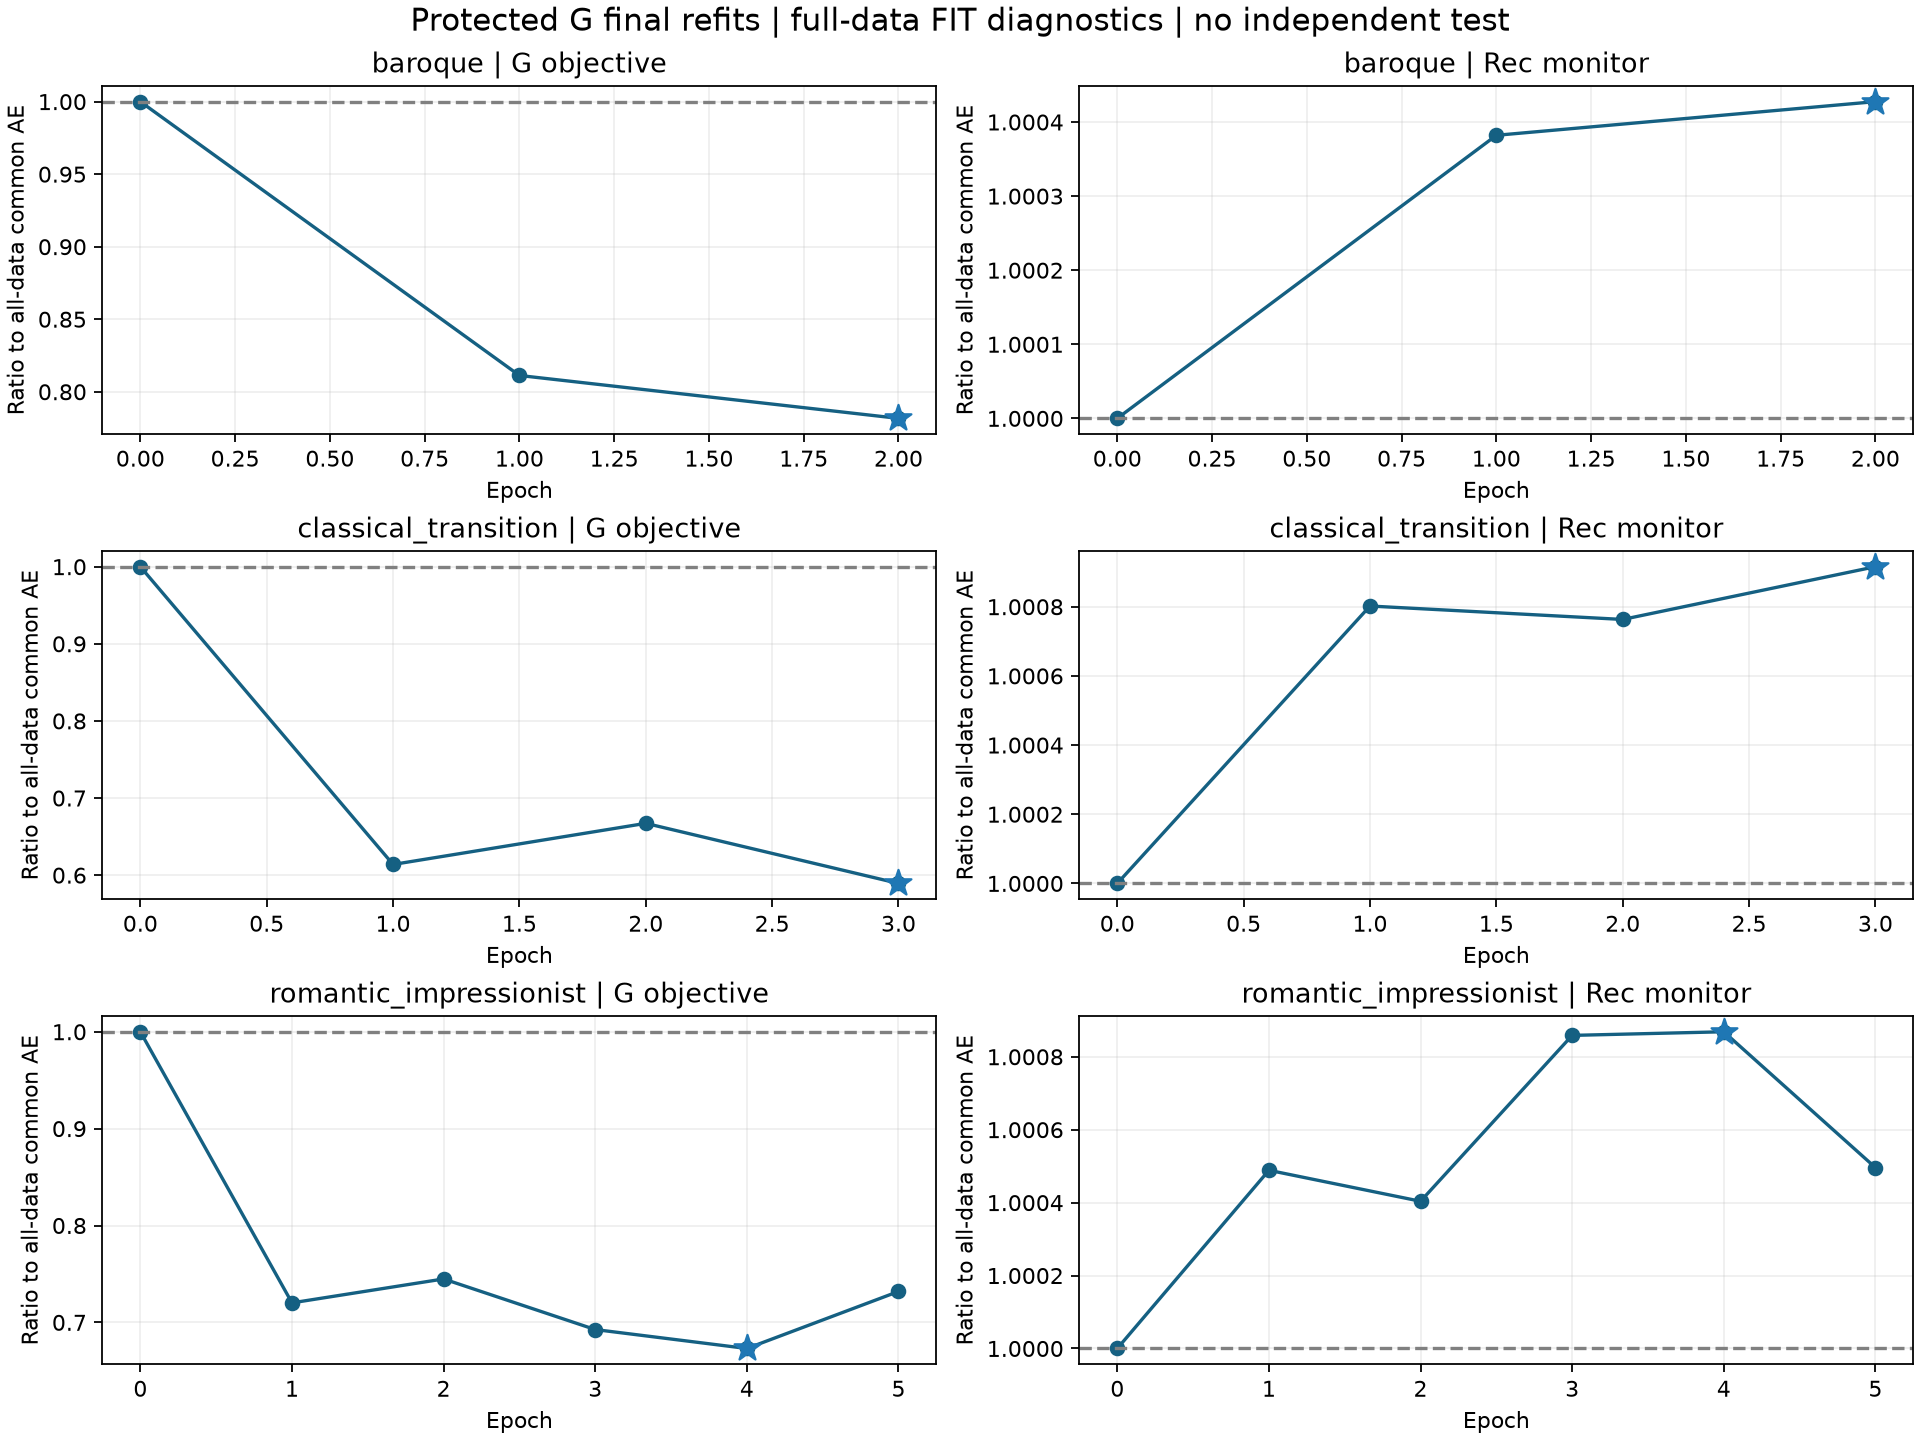 Protected G final refits | full-data FIT diagnostics | no independent test
baroque | G objective
Ratio to all-data common AE
1.00
0.95
0.90
0.85
0.80
0.00 0.25 0.50 0.75 1.00 1.25 1.50 1.75 2.00
Epoch
baroque | Rec monitor
Ratio to all-data common AE
1.0004
1.0003
1.0002
1.0001
1.0000
0.00 0.25 0.50 0.75 1.00 1.25 1.50 1.75 2.00
Epoch
classical_transition | G objective
Ratio to all-data common AE
1.0
0.9
0.8
0.7
0.6
0.0 0.5 1.0 1.5 2.0 2.5 3.0
Epoch
classical_transition | Rec monitor
Ratio to all-data common AE
1.0008
1.0006
1.0004
1.0002
1.0000
0.0 0.5 1.0 1.5 2.0 2.5 3.0
Epoch
romantic_impressionist | G objective
Ratio to all-data common AE
1.0
0.9
0.8
0.7
0 1 2 3 4 5
Epoch
romantic_impressionist | Rec monitor
Ratio to all-data common AE
1.0008
1.0006
1.0004
1.0002
1.0000
0 1 2 3 4 5
Epoch